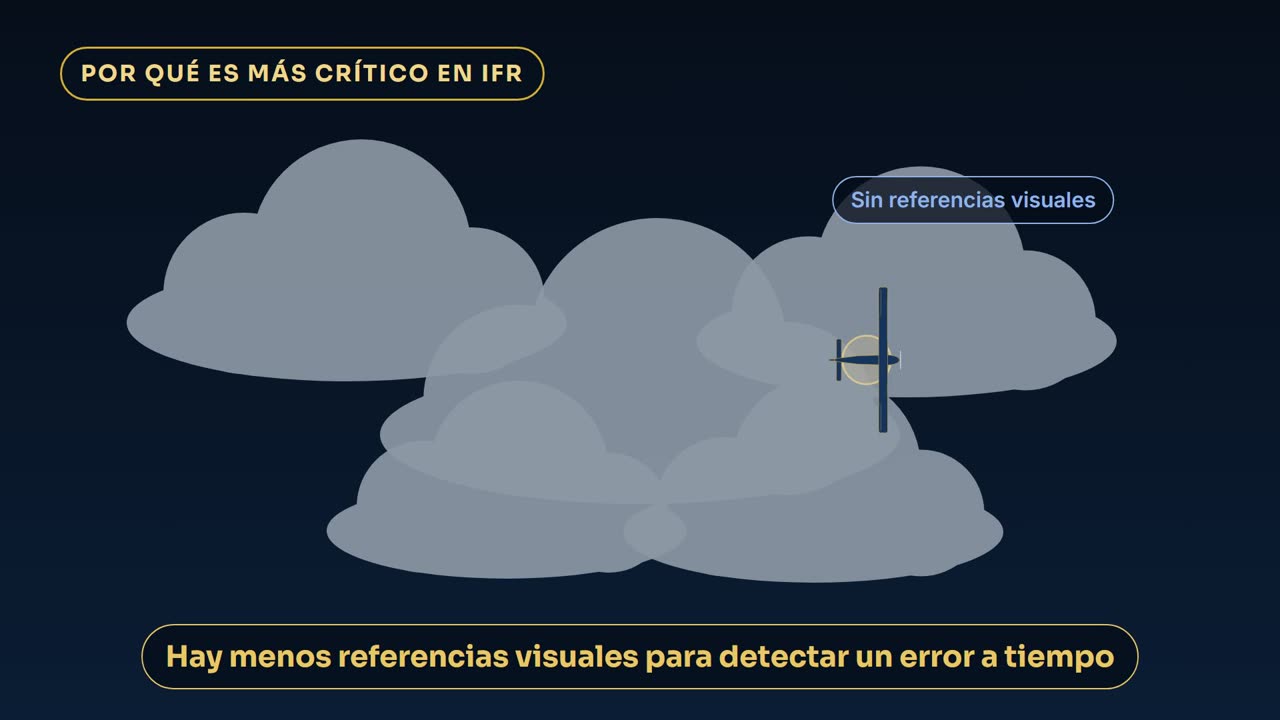 POR QUÉ ES MÁS CRÍTICO EN IFR
Sin referencias visuales
Hay menos referencias visuales para detectar un error a tiempo